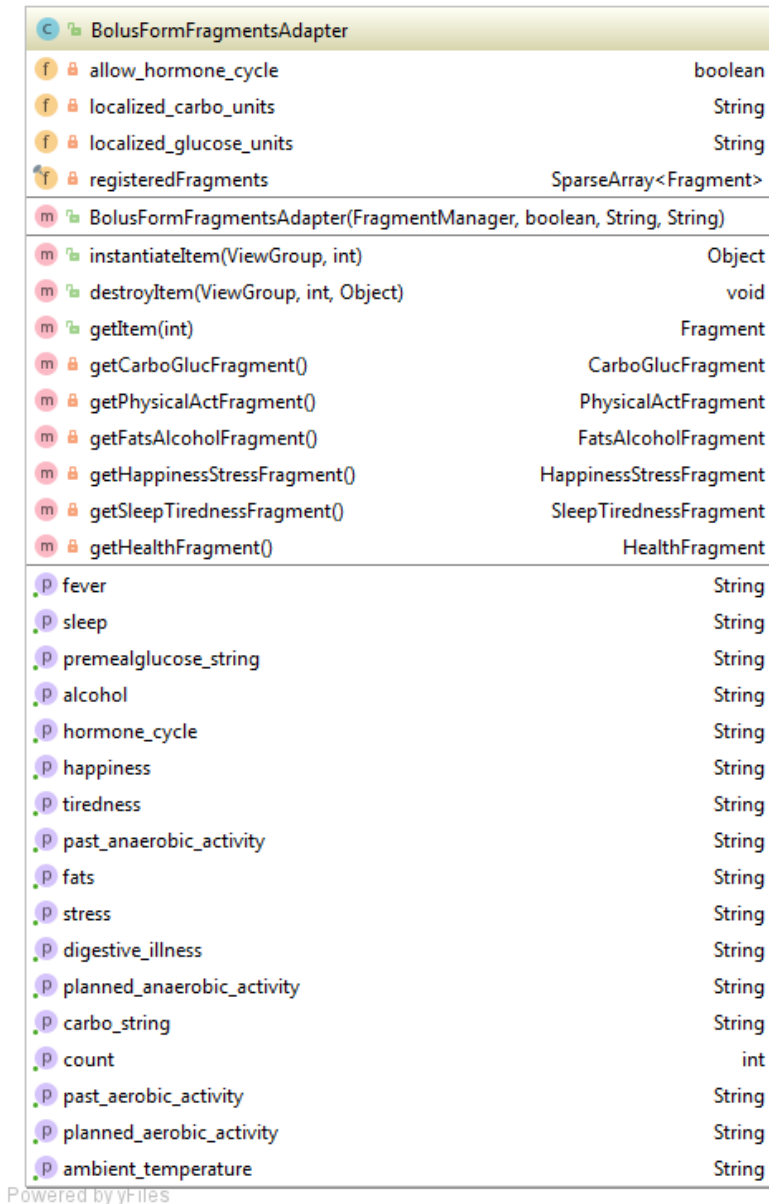 C BolusFormFragmentsAdapter
f allow_hormone_cycle boolean
f localized_carbo_units String
f localized_glucose_units String
f registeredFragments SparseArray<Fragment>
m BolusFormFragmentsAdapter(FragmentManager, boolean, String, String)
m instantiateItem(ViewGroup, int) Object
m destroyItem(ViewGroup, int, Object) void
m getItem(int) Fragment
m getCarboGlucFragment() CarboGlucFragment
m getPhysicalActFragment() PhysicalActFragment
m getFatsAlcoholFragment() FatsAlcoholFragment
m getHappinessStressFragment() HappinessStressFragment
m getSleepTirednessFragment() SleepTirednessFragment
m getHealthFragment() HealthFragment
p fever String
p sleep String
p premealglucose_string String
p alcohol String
p hormone_cycle String
p happiness String
p tiredness String
p past_anaerobic_activity String
p fats String
p stress String
p digestive_illness String
p planned_anaerobic_activity String
p carbo_string String
p count int
p past_aerobic_activity String
p planned_aerobic_activity String
p ambient_temperature String
Powered by yFiles